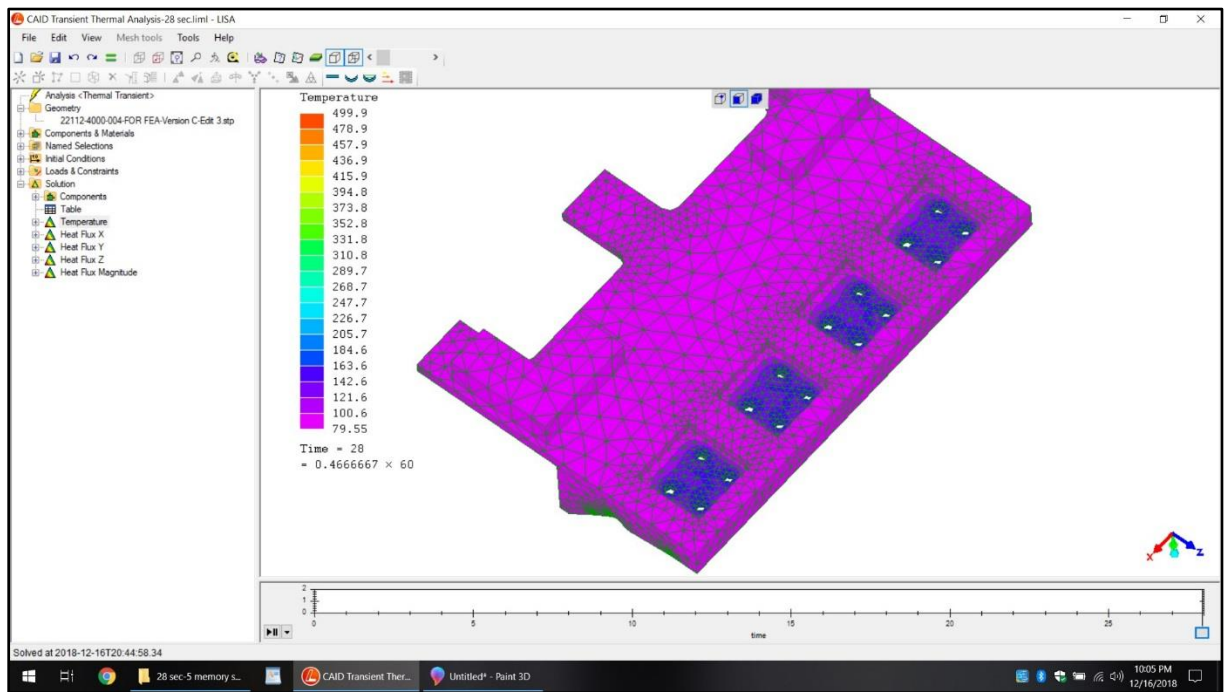 CAID Transient Thermal Analysis-28 sec.liml - LISA
File Edit View Mesh tools Tools Help
Analysis <Thermal Transient>
Geometry
22112-4000-004-FOR FEA-Version C-Edit 3.stp
Components & Materials
Named Selections
Initial Conditions
Loads & Constraints
Solution
Components
Table
Temperature
Heat Flux X
Heat Flux Y
Heat Flux Z
Heat Flux Magnitude
Temperature
499.9
478.9
457.9
436.9
415.9
394.8
373.8
352.8
331.8
310.8
289.7
268.7
247.7
226.7
205.7
184.6
163.6
142.6
121.6
100.6
79.55
Time = 28
= 0.4666667 × 60
X
Z
2
1
0
0 5 10 15 20 25
time
Solved at 2018-12-16T20:44:58.34
28 sec-5 memory s...
CAID Transient Ther...
Untitled* - Paint 3D
10:05 PM
12/16/2018